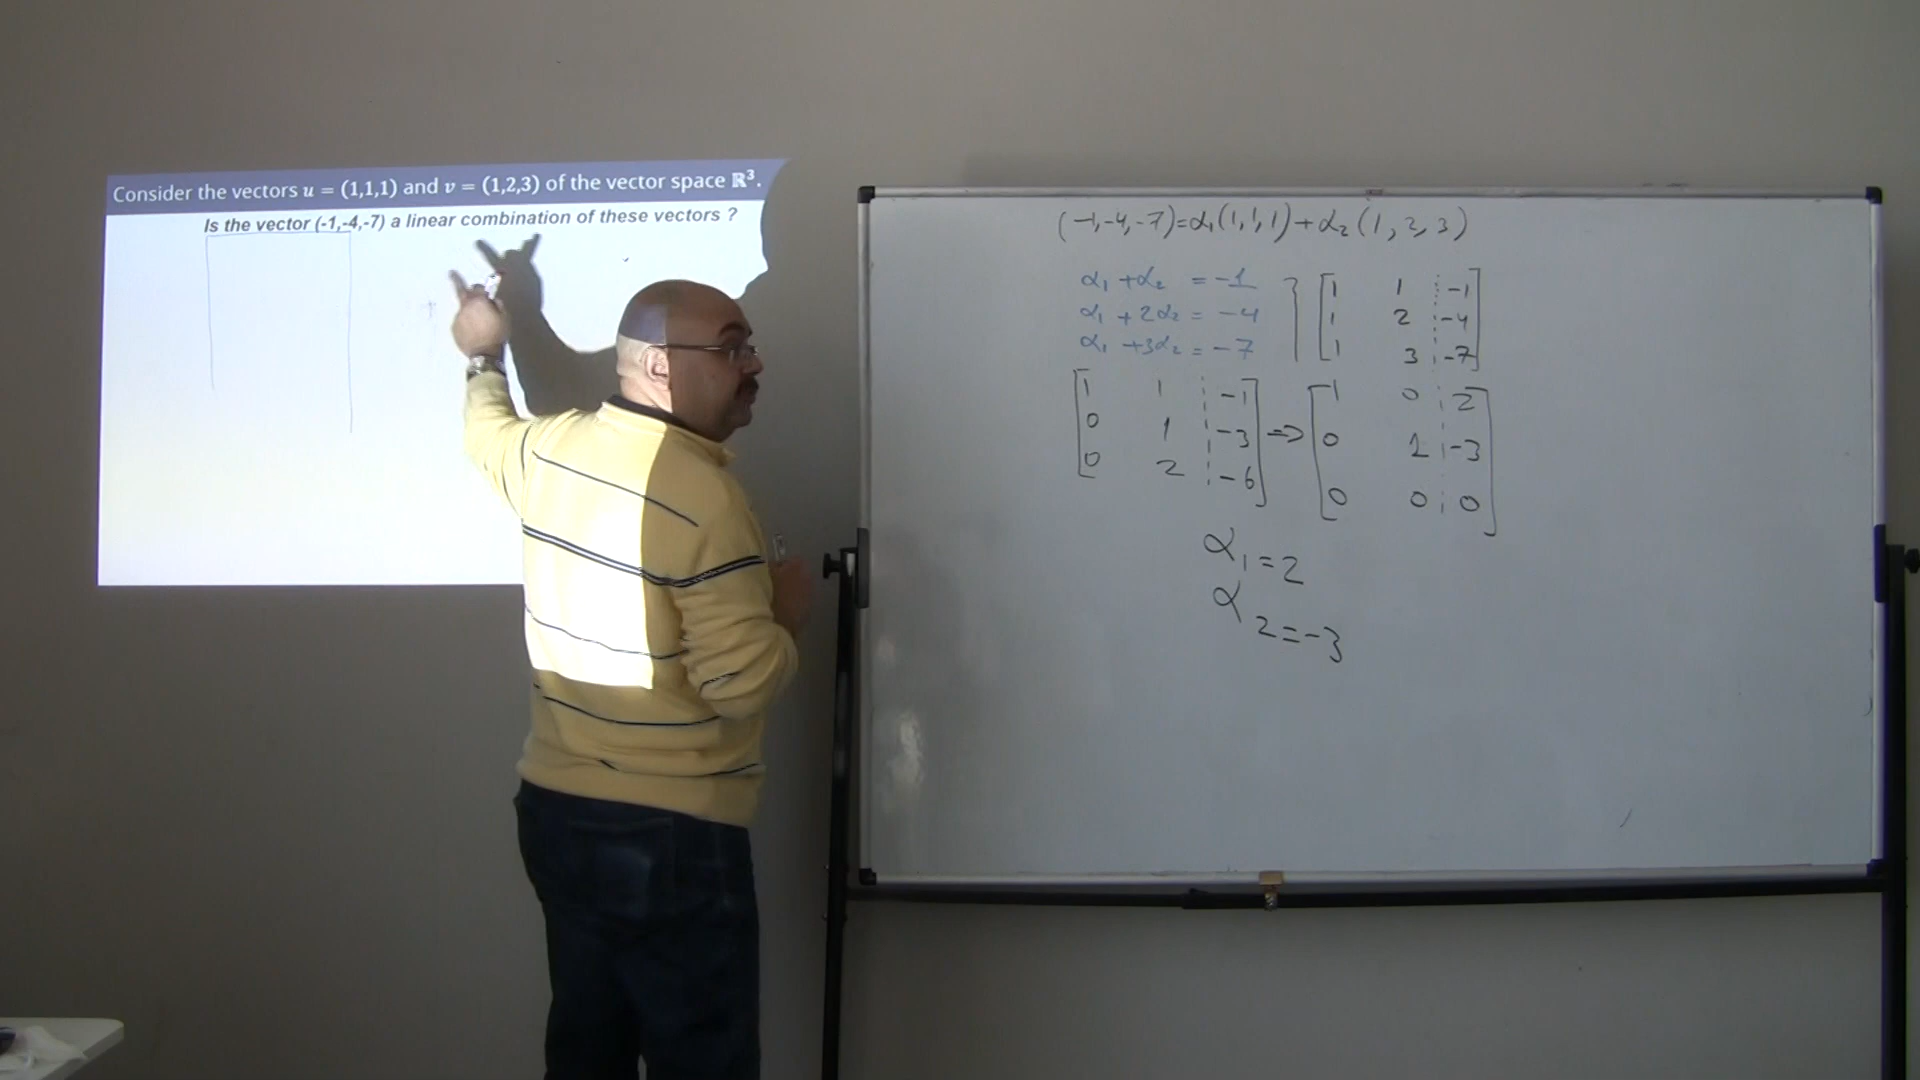 Consider the vectors u = (1,1,1) and v = (1,2,3) of the vector space ℝ³.
Is the vector (-1,-4,-7) a linear combination of these vectors ?
(-1,-4,-7)=α₁(1,1,1)+α₂(1,2,3)
α₁+α₂ = -1
α₁+2α₂ = -4
α₁+3α₂ = -7
[1 1 ⋮ -1]
[1 2 ⋮ -4]
[1 3 ⋮ -7]
[1 1 ⋮ -1]
[0 1 ⋮ -3]
[0 2 ⋮ -6]
⇒
[1 0 ⋮ 2]
[0 1 ⋮ -3]
[0 0 ⋮ 0]
α₁=2
α₂=-3